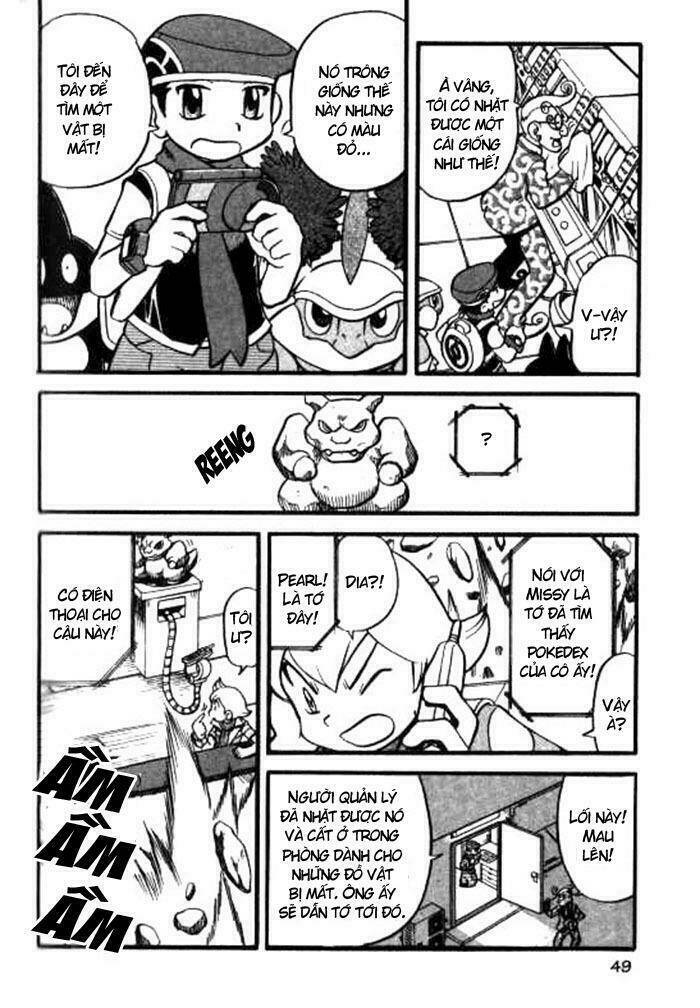 TÔI ĐẾN
ĐÂY ĐỂ
TÌM MỘT
VẬT BỊ
MẤT!
NÓ TRÔNG
GIỐNG THẾ
NÀY NHƯNG
CÓ MÀU
ĐỎ...
À VÂNG,
TÔI CÓ NHẶT
ĐƯỢC MỘT
CÁI GIỐNG
NHƯ THẾ!
V-VẬY
Ư?!
REENG
?
CÓ ĐIỆN
THOẠI CHO
CẬU NÀY!
TÔI
Ư?
PEARL!
LÀ TỚ
ĐÂY!
DIA?!
NÓI VỚI
MISSY LÀ
TỚ ĐÃ TÌM
THẤY
POKEDEX
CỦA CÔ ẤY!
VẬY
À?
ẦM
ẦM
ẦM
NGƯỜI QUẢN LÝ
ĐÃ NHẶT ĐƯỢC NÓ
VÀ CẤT Ở TRONG
PHÒNG DÀNH CHO
NHỮNG ĐỒ VẬT
BỊ MẤT. ÔNG ẤY
SẼ DẪN TỚ TỚI ĐÓ.
LỐI NÀY!
MAU
LÊN!
49